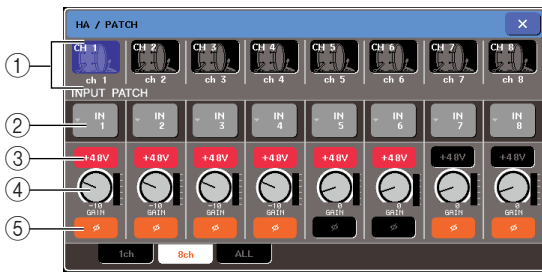 HA / PATCH
×
CH 1 CH 2 CH 3 CH 4 CH 5 CH 6 CH 7 CH 8
ch 1 ch 2 ch 3 ch 4 ch 5 ch 6 ch 7 ch 8
①
INPUT PATCH
② IN 1 IN 2 IN 3 IN 4 IN 5 IN 6 IN 7 IN 8
③ +48V +48V +48V +48V +48V +48V +48V +48V
④
-10 -10 -10 -10 0 0 0 0
GAIN GAIN GAIN GAIN GAIN GAIN GAIN GAIN
⑤ ø ø ø ø ø ø ø ø
1ch 8ch ALL